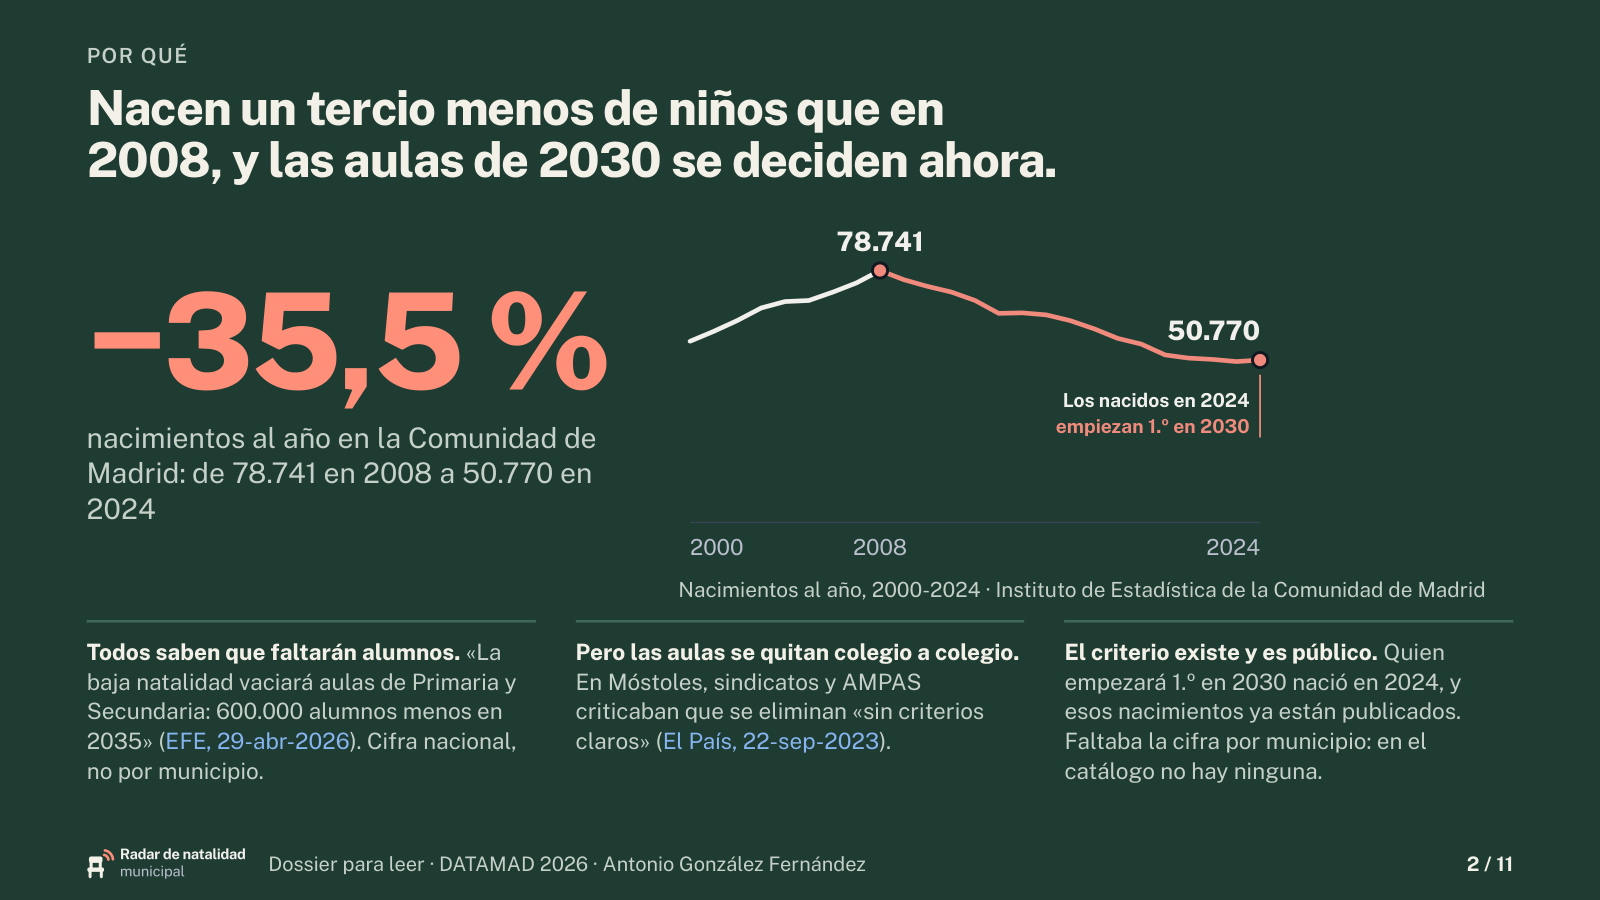 POR QUÉ
Nacen un tercio menos de niños que en
2008, y las aulas de 2030 se deciden ahora.
−35,5 %
nacimientos al año en la Comunidad de
Madrid: de 78.741 en 2008 a 50.770 en
2024
78.741
50.770
Los nacidos en 2024
empiezan 1.º en 2030
2000 2008 2024
Nacimientos al año, 2000-2024 · Instituto de Estadística de la Comunidad de Madrid
Todos saben que faltarán alumnos. «La
baja natalidad vaciará aulas de Primaria y
Secundaria: 600.000 alumnos menos en
2035» (EFE, 29-abr-2026). Cifra nacional,
no por municipio.
Pero las aulas se quitan colegio a colegio.
En Móstoles, sindicatos y AMPAS
criticaban que se eliminan «sin criterios
claros» (El País, 22-sep-2023).
El criterio existe y es público. Quien
empezará 1.º en 2030 nació en 2024, y
esos nacimientos ya están publicados.
Faltaba la cifra por municipio: en el
catálogo no hay ninguna.
Radar de natalidad
municipal
Dossier para leer · DATAMAD 2026 · Antonio González Fernández
2 / 11